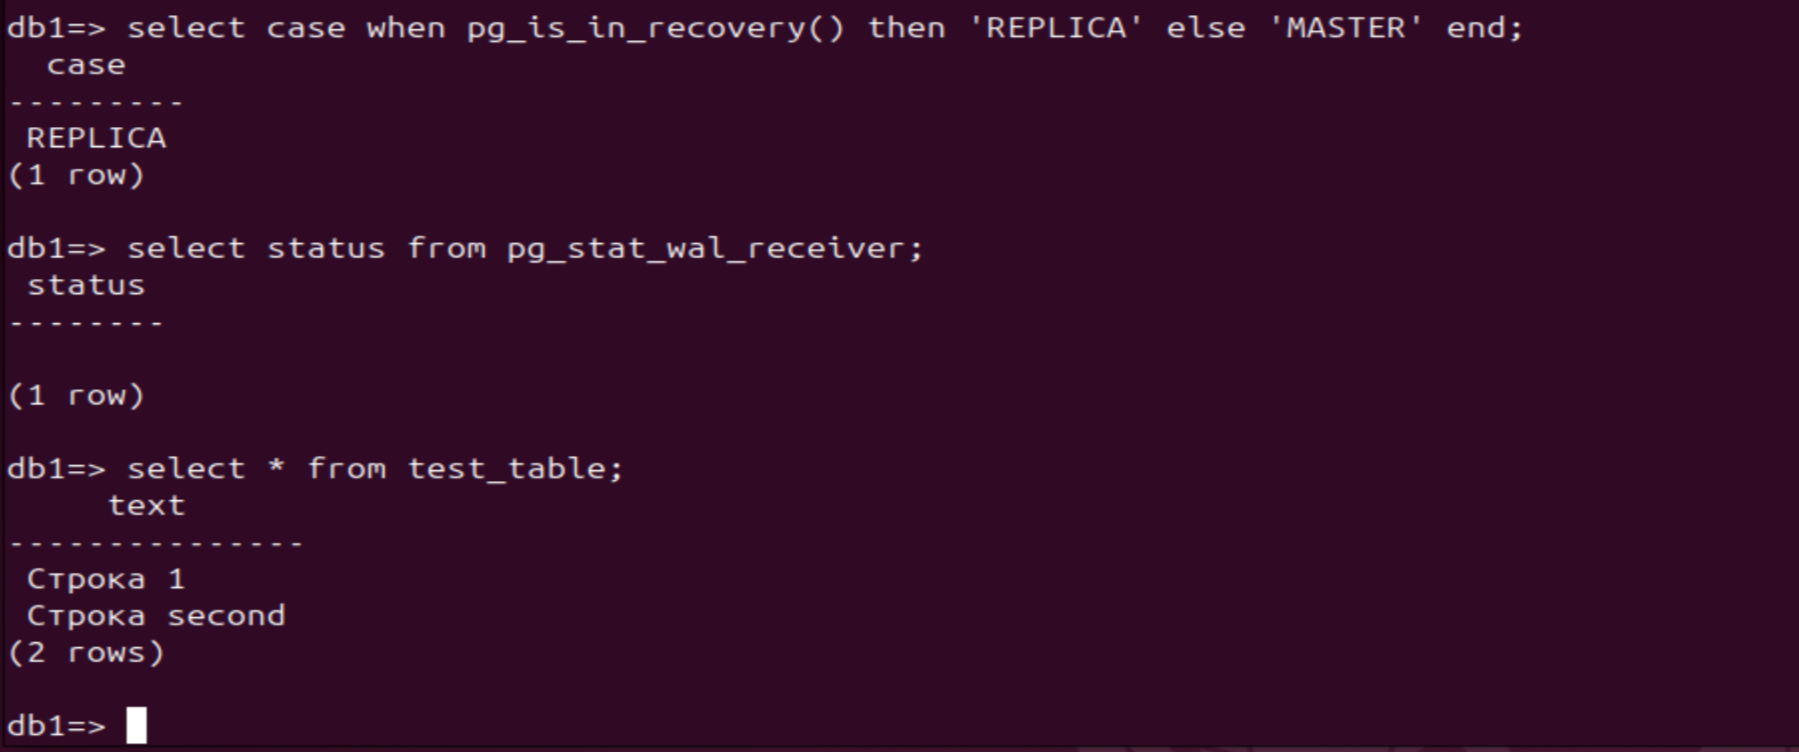 db1=> select case when pg_is_in_recovery() then 'REPLICA' else 'MASTER' end;
case
---------
REPLICA
(1 row)
db1=> select status from pg_stat_wal_receiver;
status
--------
(1 row)
db1=> select * from test_table;
text
---------------
Строка 1
Строка second
(2 rows)
db1=>